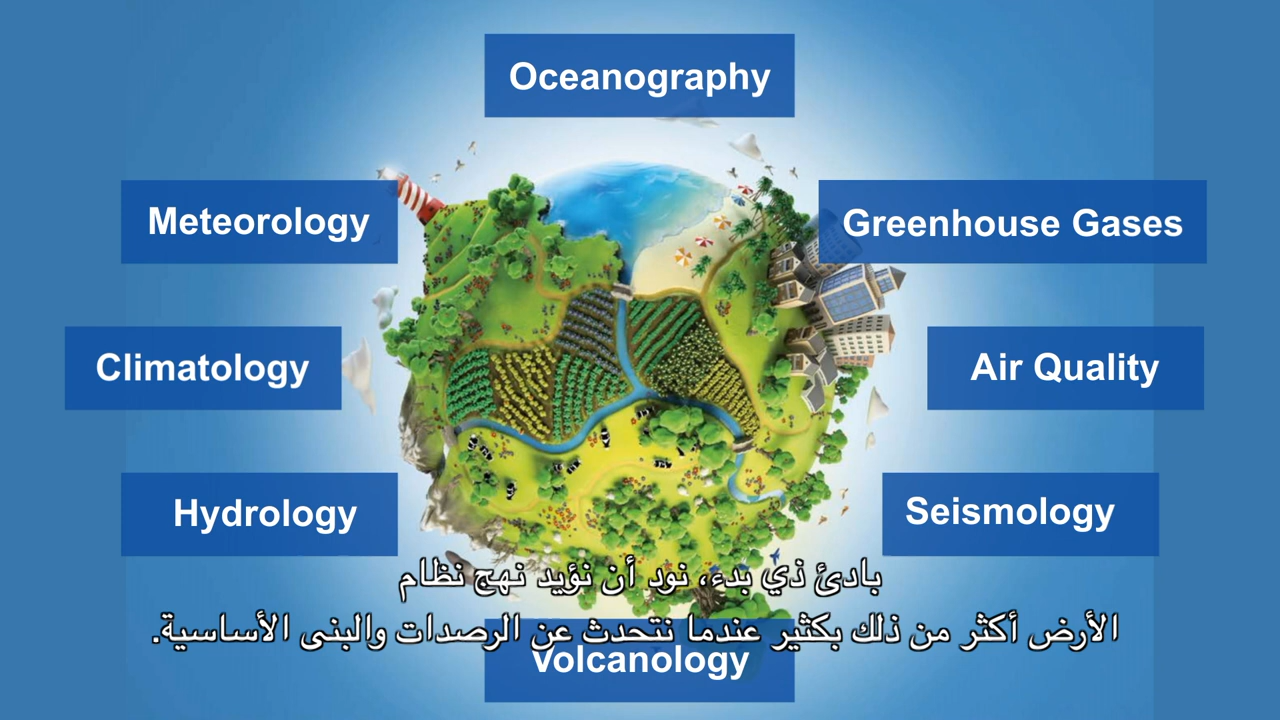 Oceanography
Meteorology
Greenhouse Gases
Climatology
Air Quality
Hydrology
Seismology
بادئ ذي بدء، نود أن نؤيد نهج نظام
الأرض أكثر من ذلك بكثير عندما نتحدث عن الرصدات والبنى الأساسية.
Volcanology